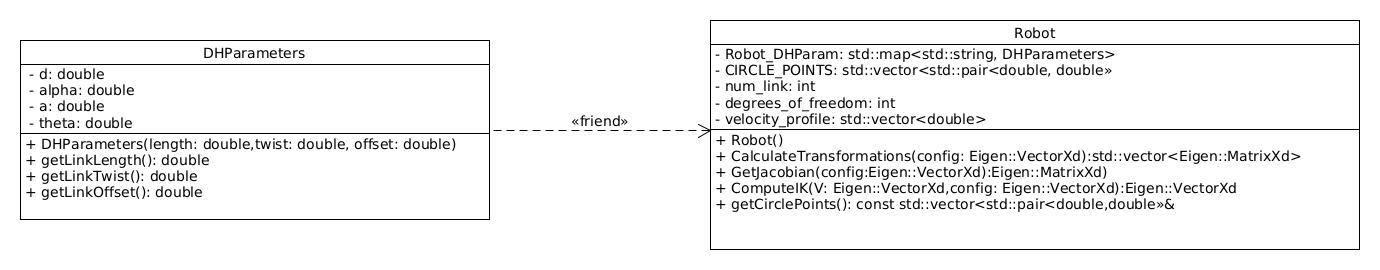 DHParameters
- d: double
- alpha: double
- a: double
- theta: double
+ DHParameters(length: double,twist: double, offset: double)
+ getLinkLength(): double
+ getLinkTwist(): double
+ getLinkOffset(): double
«friend»
Robot
- Robot_DHParam: std::map<std::string, DHParameters>
- CIRCLE_POINTS: std::vector<std::pair<double, double»
- num_link: int
- degrees_of_freedom: int
- velocity_profile: std::vector<double>
+ Robot()
+ CalculateTransformations(config: Eigen::VectorXd):std::vector<Eigen::MatrixXd>
+ GetJacobian(config:Eigen::VectorXd):Eigen::MatrixXd)
+ ComputeIK(V: Eigen::VectorXd,config: Eigen::VectorXd):Eigen::VectorXd
+ getCirclePoints(): const std::vector<std::pair<double,double»&